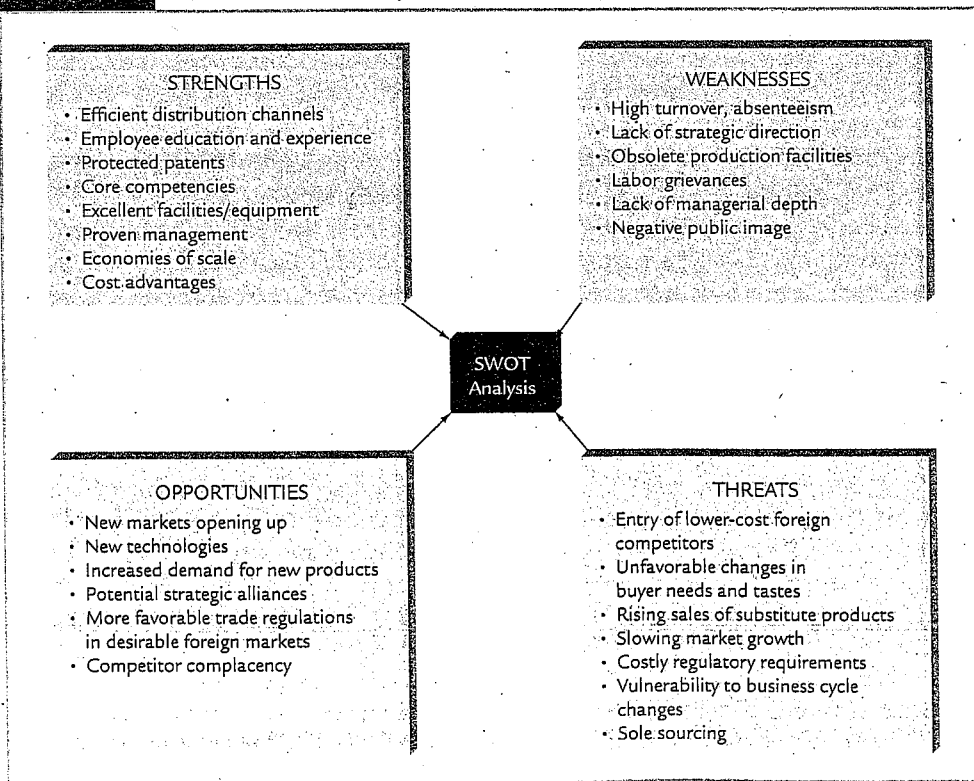 STRENGTHS
• Efficient distribution channels
• Employee education and experience
• Protected patents
• Core competencies
• Excellent facilities/equipment
• Proven management
• Economies of scale
• Cost advantages
WEAKNESSES
• High turnover, absenteeism
• Lack of strategic direction
• Obsolete production facilities
• Labor grievances
• Lack of managerial depth
• Negative public image
SWOT
Analysis
OPPORTUNITIES
• New markets opening up
• New technologies
• Increased demand for new products
• Potential strategic alliances
• More favorable trade regulations
in desirable foreign markets
• Competitor complacency
THREATS
• Entry of lower-cost foreign
competitors
• Unfavorable changes in
buyer needs and tastes
• Rising sales of substitute products
• Slowing market growth
• Costly regulatory requirements
• Vulnerability to business cycle
changes
• Sole sourcing